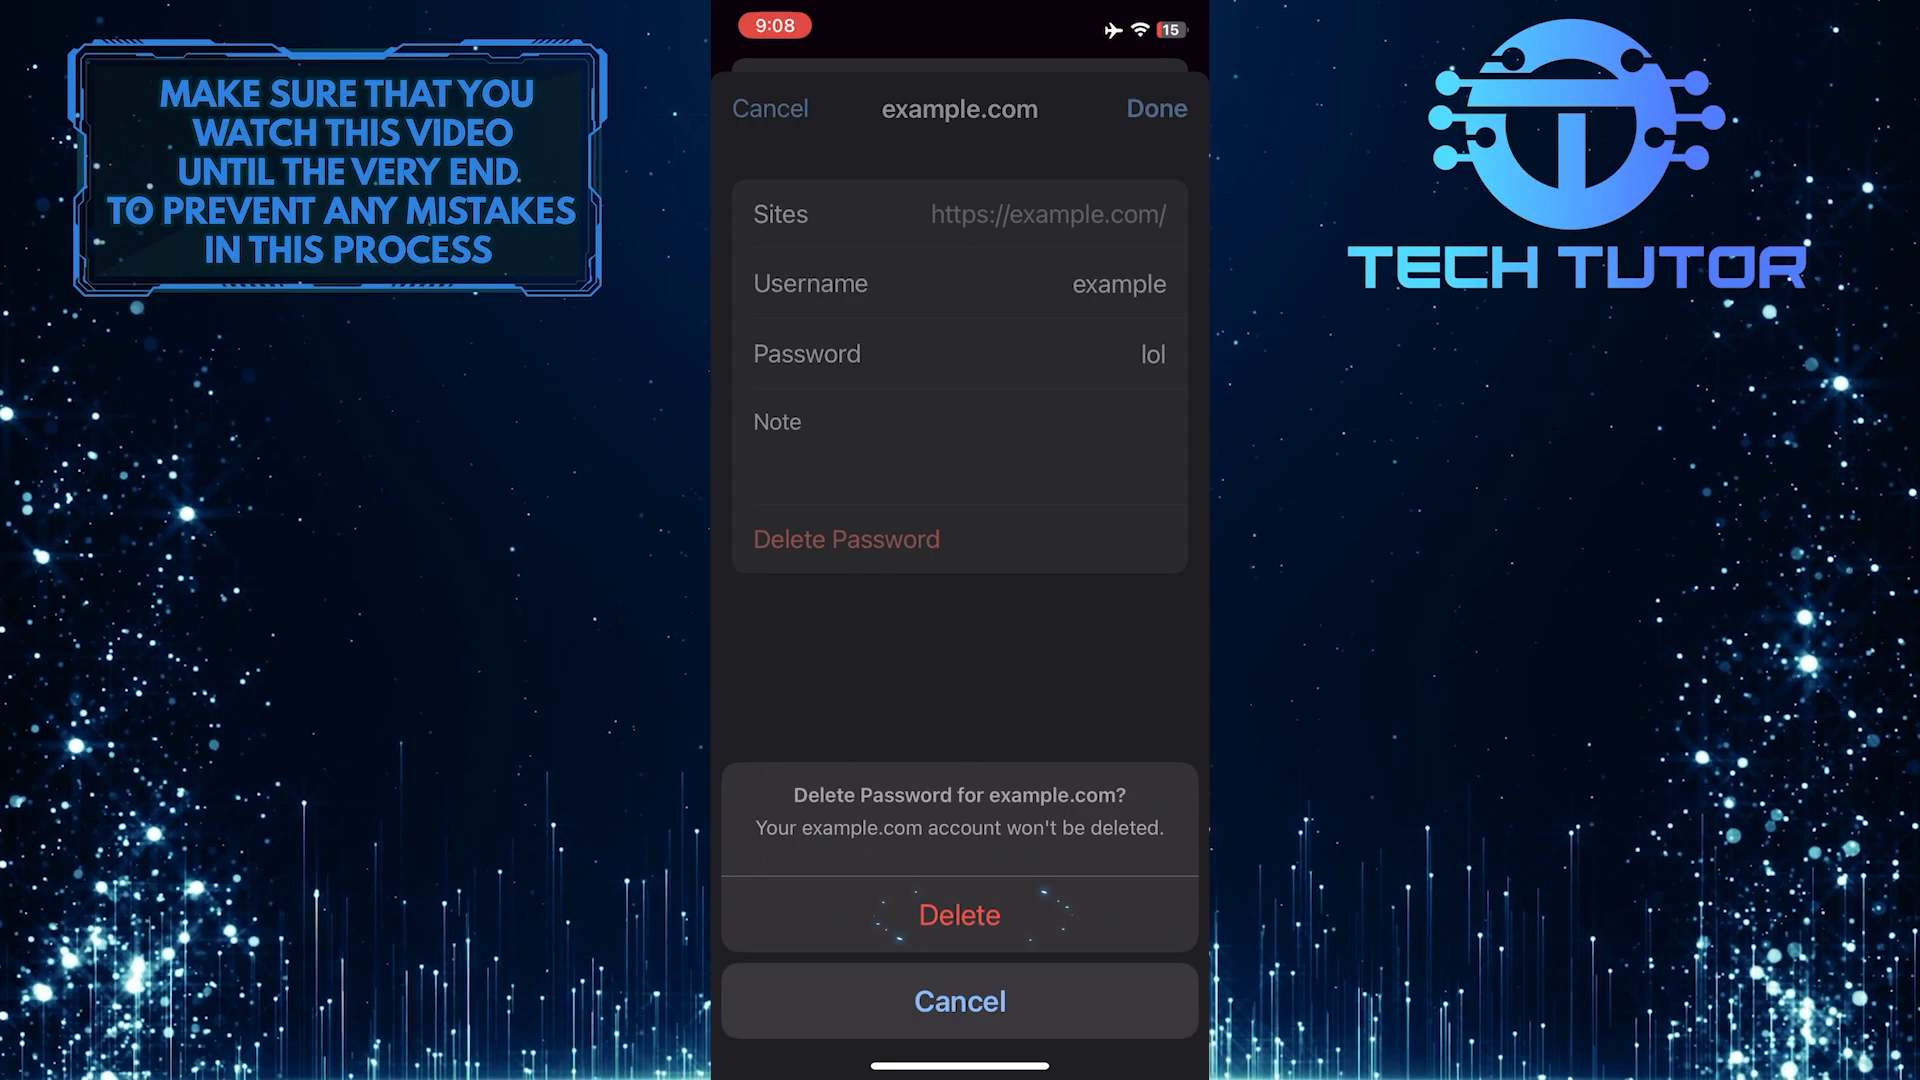 MAKE SURE THAT YOU
WATCH THIS VIDEO
UNTIL THE VERY END
TO PREVENT ANY MISTAKES
IN THIS PROCESS
9:08
15
Cancel
example.com
Done
Sites
https://example.com/
Username
example
Password
lol
Note
Delete Password
Delete Password for example.com?
Your example.com account won't be deleted.
Delete
Cancel
TECH TUTOR